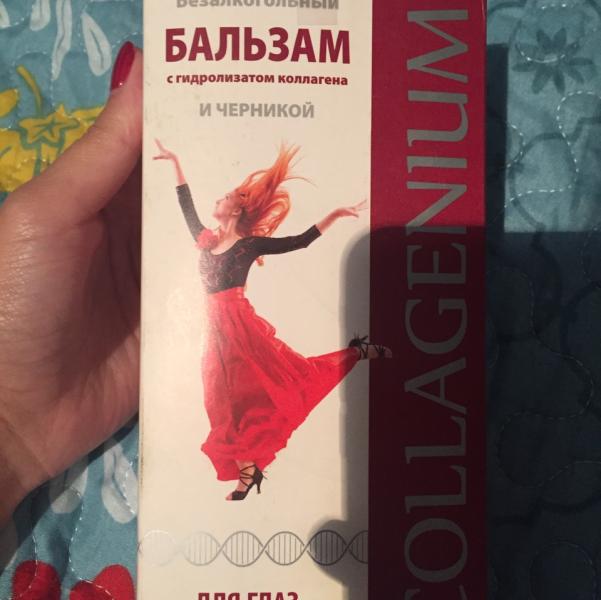 Безалкогольный
БАЛЬЗАМ
с гидролизатом коллагена
И ЧЕРНИКОЙ
ДЛЯ ГЛАЗ
COLLAGENIUM